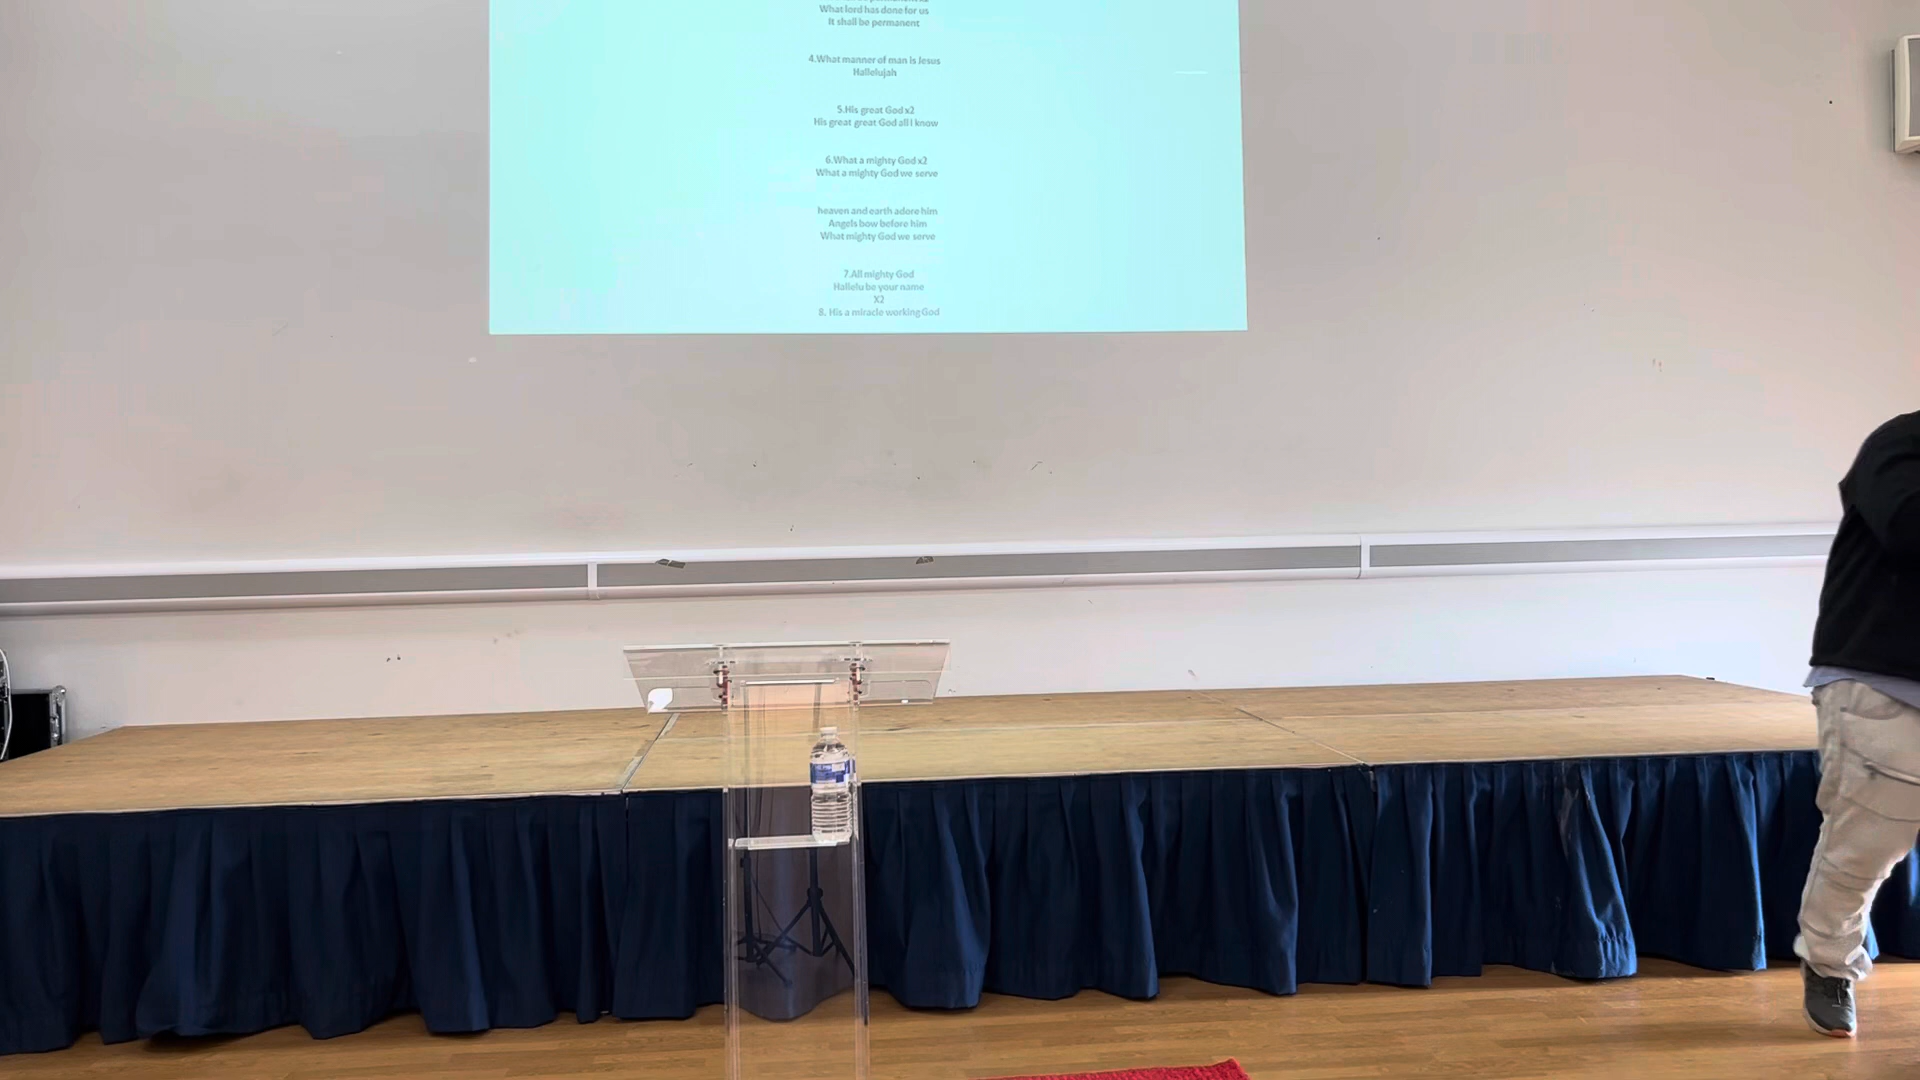 What lord has done for us
It shall be permanent
4.What manner of man is Jesus
Hallelujah
5.His great God x2
His great great God all I know
6.What a mighty God x2
What a mighty God we serve
heaven and earth adore him
Angels bow before him
What mighty God we serve
7.All mighty God
Hallelu be your name
X2
8. His a miracle working God